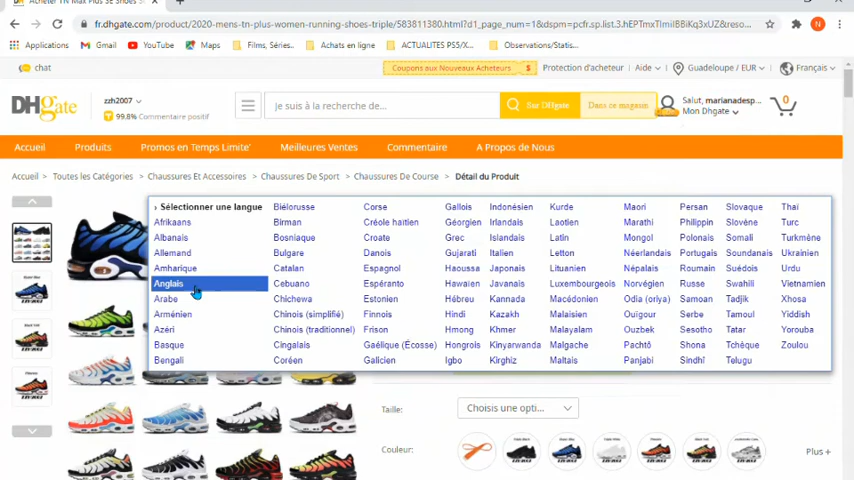 Acheter TN Max Plus SE Shoes
fr.dhgate.com/product/2020-mens-tn-plus-women-running-shoes-triple/583811380.html?d1_page_num=1&dspm=pcfr.sp.list.3.hEPTmxTlmilBBiKq3xUZ&reso...
Applications Gmail YouTube Maps Films, Séries... Achats en ligne ACTUALITES PS5/X... Observations/Statis...
chat Coupons aux Nouveaux Acheteurs $ Protection d'acheteur Aide Guadeloupe / EUR Français
DHgate zzh2007 99.8% Commentaire positif je suis à la recherche de... Sur DHgate Dans ce magasin Salut, marianadesp... Mon Dhgate 0
Accueil Produits Promos en Temps Limite' Meilleures Ventes Commentaire A Propos de Nous
Accueil > Toutes les Catégories > Chaussures Et Accessoires > Chaussures De Sport > Chaussures De Course > Détail du Produit
› Sélectionner une langue Biélorusse Corse Gallois Indonésien Kurde Maori Persan Slovaque Thaï
Afrikaans Birman Créole haïtien Géorgien Irlandais Laotien Marathi Philippin Slovène Turc
Albanais Bosniaque Croate Grec Islandais Latin Mongol Polonais Somali Turkmène
Allemand Bulgare Danois Gujarati Italien Letton Néerlandais Portugais Soundanais Ukrainien
Amharique Catalan Espagnol Haoussa Japonais Lituanien Népalais Roumain Suédois Urdu
Anglais Cebuano Espéranto Hawaïen Javanais Luxembourgeois Norvégien Russe Swahili Vietnamien
Arabe Chichewa Estonien Hébreu Kannada Macédonien Odia (oriya) Samoan Tadjik Xhosa
Arménien Chinois (simplifié) Finnois Hindi Kazakh Malaisien Ouïgour Serbe Tamoul Yiddish
Azéri Chinois (traditionnel) Frison Hmong Khmer Malayalam Ouzbek Sesotho Tatar Yorouba
Basque Cingalais Gaélique (Écosse) Hongrois Kinyarwanda Malgache Pachtô Shona Tchèque Zoulou
Bengali Coréen Galicien Igbo Kirghiz Maltais Panjabi Sindhî Telugu
Taille: Choisis une opti...
Couleur: Plus +